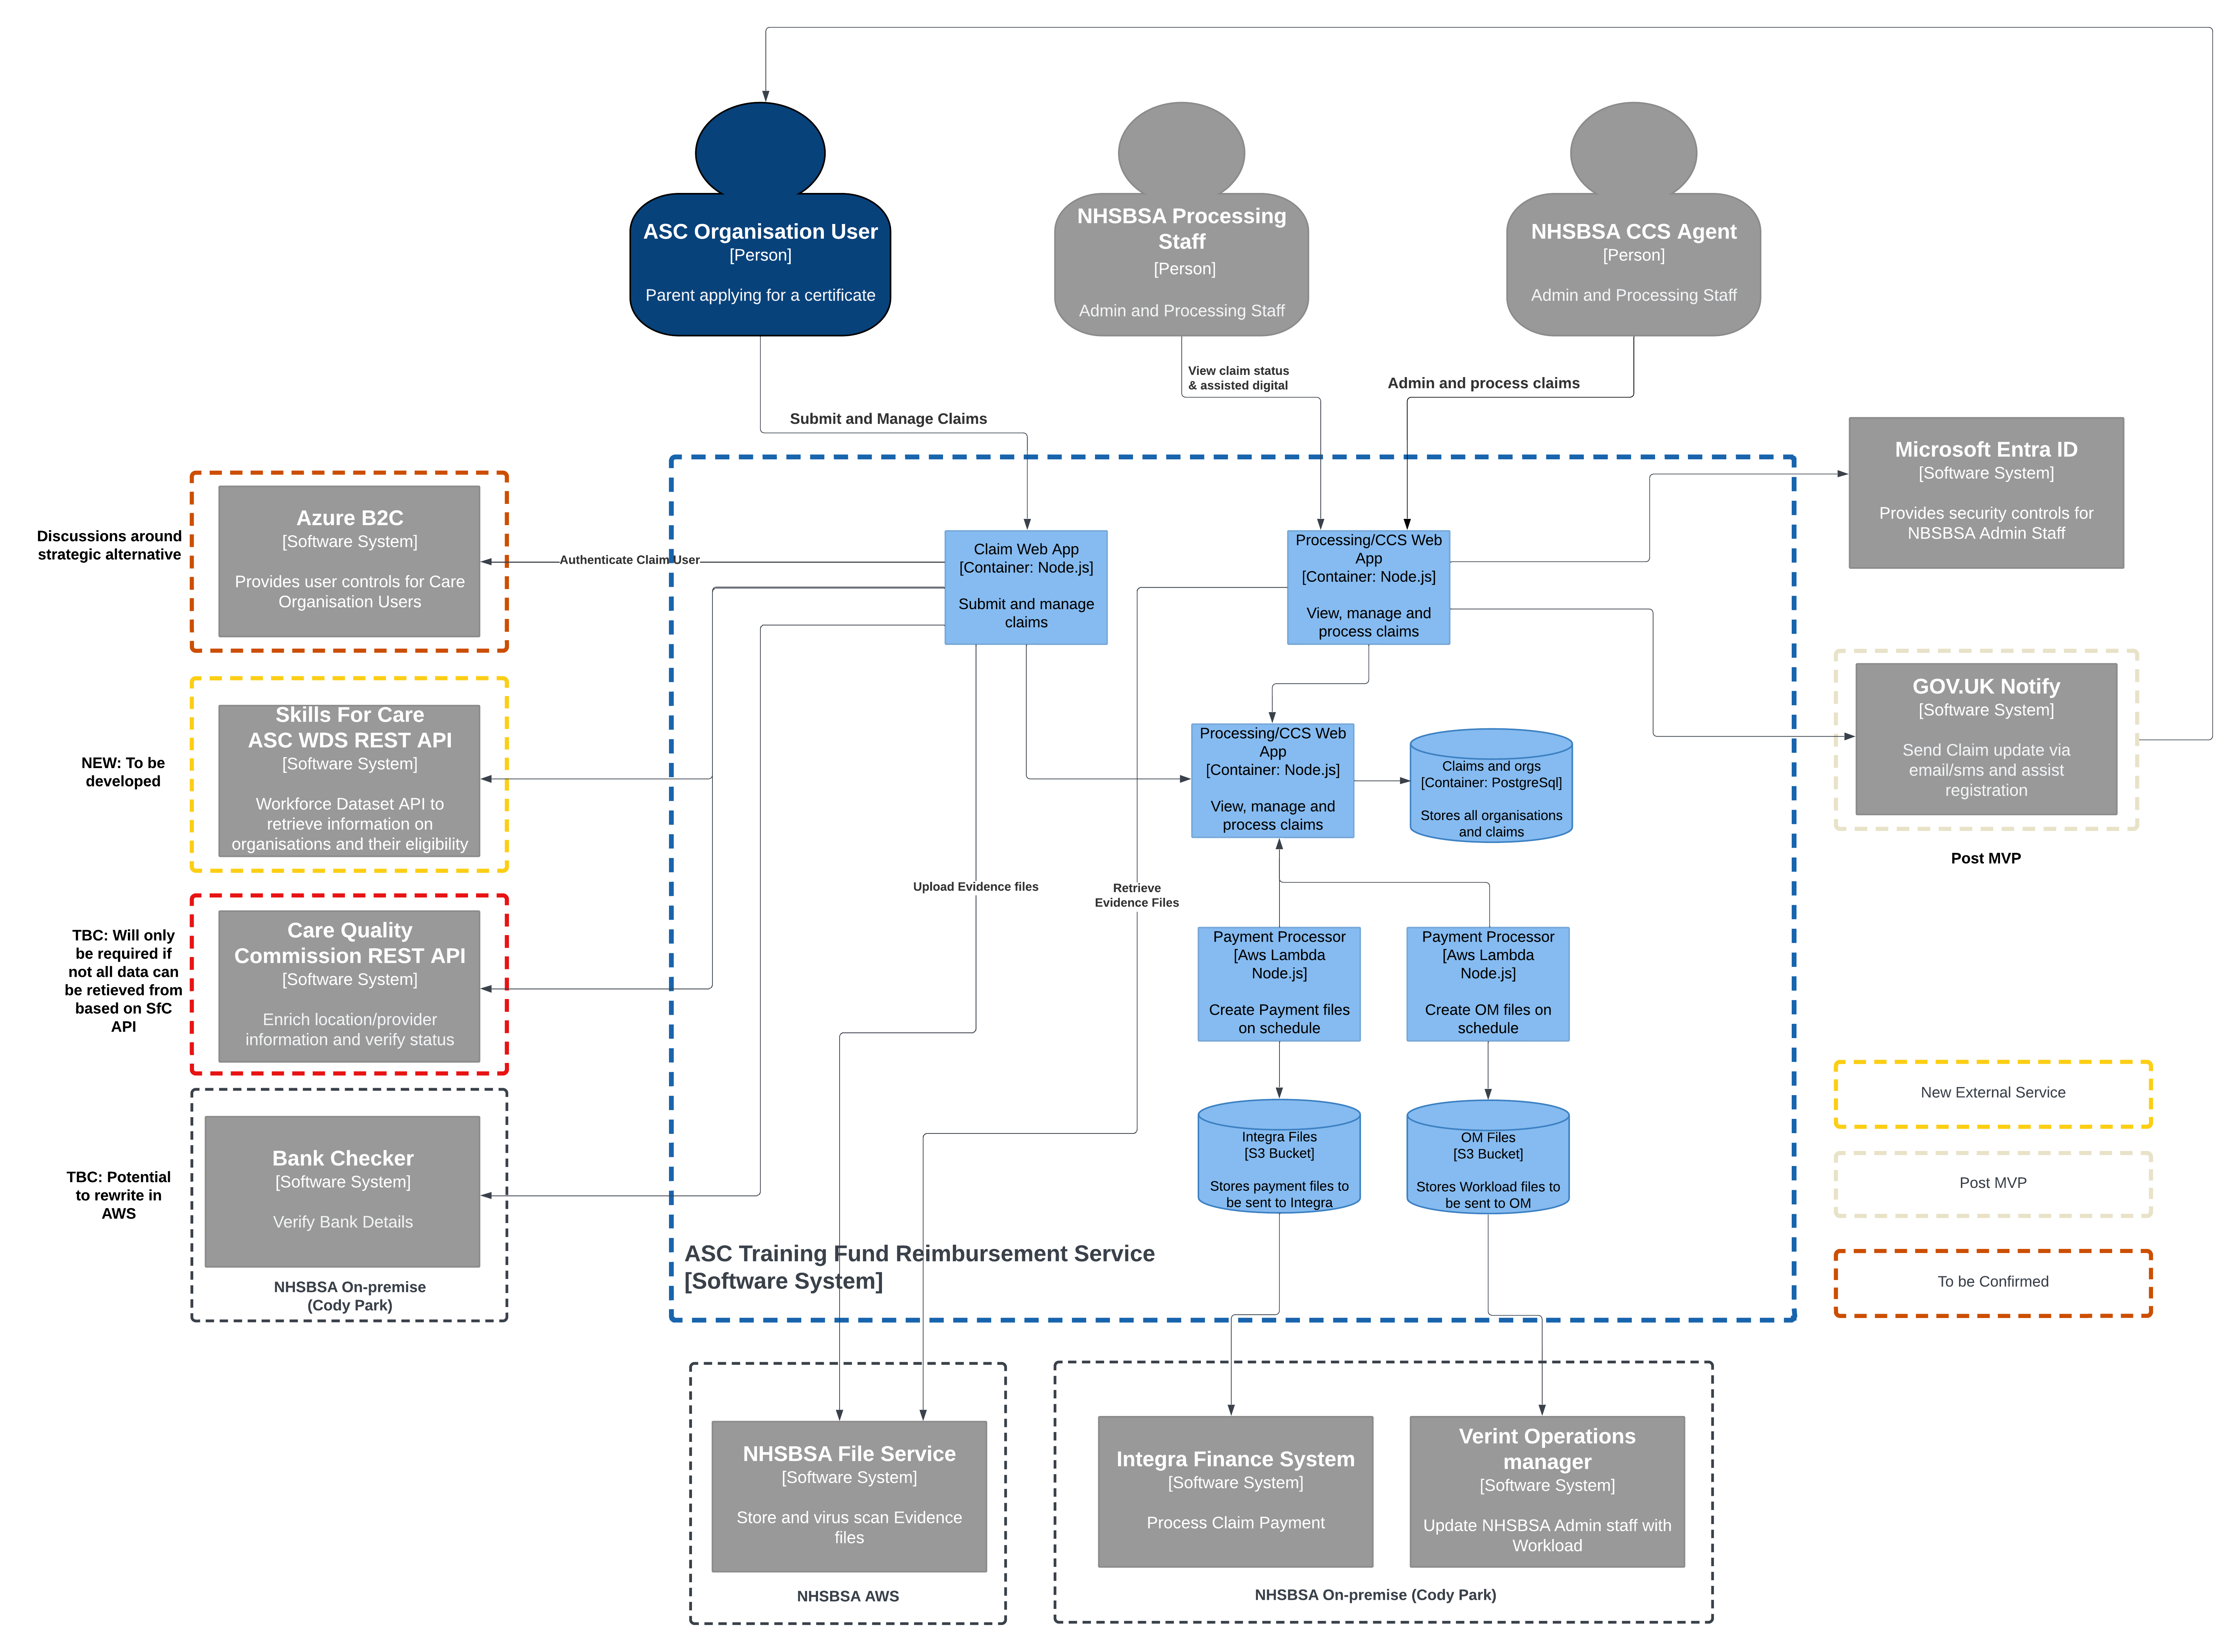 ASC Organisation User
[Person]
Parent applying for a certificate
NHSBSA Processing
Staff
[Person]
Admin and Processing Staff
NHSBSA CCS Agent
[Person]
Admin and Processing Staff
View claim status
& assisted digital
Admin and process claims
Submit and Manage Claims
Discussions around
strategic alternative
Azure B2C
[Software System]
Provides user controls for Care
Organisation Users
Authenticate Claim User
Claim Web App
[Container: Node.js]
Submit and manage
claims
Processing/CCS Web
App
[Container: Node.js]
View, manage and
process claims
Microsoft Entra ID
[Software System]
Provides security controls for
NBSBSA Admin Staff
NEW: To be
developed
Skills For Care
ASC WDS REST API
[Software System]
Workforce Dataset API to
retrieve information on
organisations and their eligibility
Processing/CCS Web
App
[Container: Node.js]
View, manage and
process claims
Claims and orgs
[Container: PostgreSql]
Stores all organisations
and claims
GOV.UK Notify
[Software System]
Send Claim update via
email/sms and assist
registration
Post MVP
Upload Evidence files
Retrieve
Evidence Files
TBC: Will only
be required if
not all data can
be retieved from
based on SfC
API
Care Quality
Commission REST API
[Software System]
Enrich location/provider
information and verify status
Payment Processor
[Aws Lambda
Node.js]
Create Payment files
on schedule
Payment Processor
[Aws Lambda
Node.js]
Create OM files on
schedule
TBC: Potential
to rewrite in
AWS
Bank Checker
[Software System]
Verify Bank Details
NHSBSA On-premise
(Cody Park)
Integra Files
[S3 Bucket]
Stores payment files to
be sent to Integra
OM Files
[S3 Bucket]
Stores Workload files to
be sent to OM
New External Service
Post MVP
To be Confirmed
ASC Training Fund Reimbursement Service
[Software System]
NHSBSA File Service
[Software System]
Store and virus scan Evidence
files
NHSBSA AWS
Integra Finance System
[Software System]
Process Claim Payment
Verint Operations
manager
[Software System]
Update NHSBSA Admin staff with
Workload
NHSBSA On-premise (Cody Park)